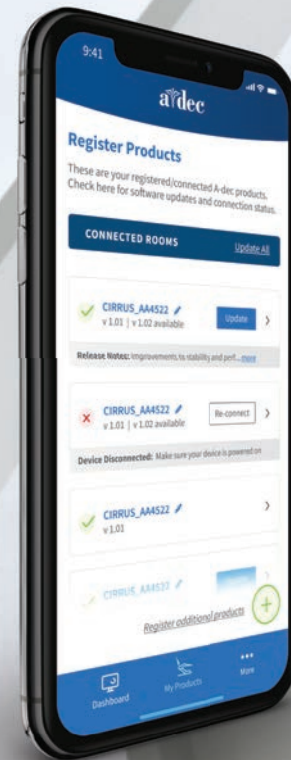 9:41
a-dec
Register Products
These are your registered/connected A-dec products.
Check here for software updates and connection status.
CONNECTED ROOMS Update All
CIRRUS_AA4522 Update
v 1.01 | v 1.02 available
Release Notes: improvements to stability and perf... more
CIRRUS_AA4522 Re-connect
v 1.01 | v 1.02 available
Device Disconnected: Make sure your device is powered on
CIRRUS_AA4522
v 1.01
CIRRUS_AA4522
Register additional products
Dashboard My Products More